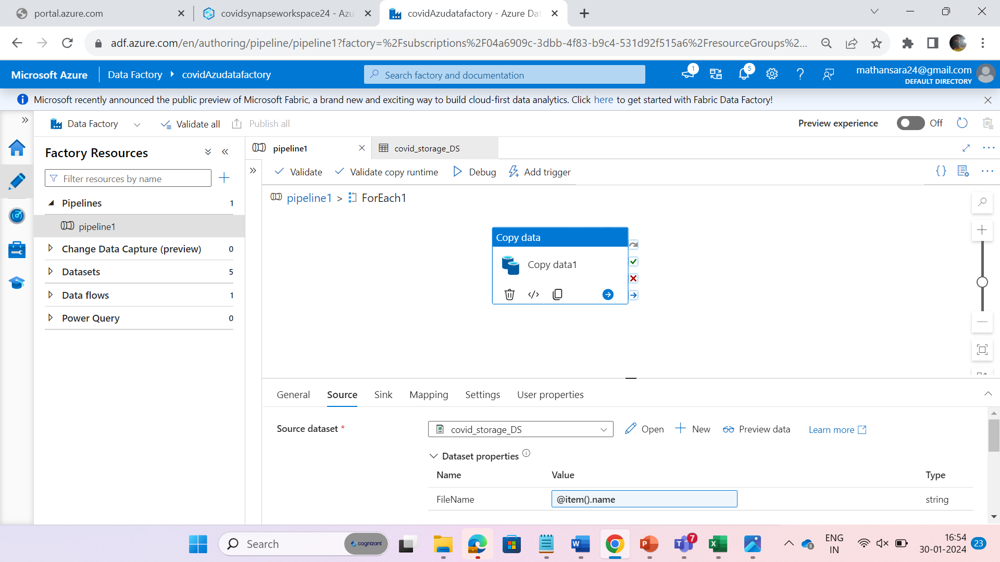 portal.azure.com
covidsynapseworkspace24 - Azu
covidAzudatafactory - Azure Dat
adf.azure.com/en/authoring/pipeline/pipeline1?factory=%2Fsubscriptions%2F04a6909c-3dbb-4f83-b9c4-531d92f515a6%2FresourceGroups%2...
Microsoft Azure
Data Factory
covidAzudatafactory
Search factory and documentation
1
5
mathansara24@gmail.com
DEFAULT DIRECTORY
Microsoft recently announced the public preview of Microsoft Fabric, a brand new and exciting way to build cloud-first data analytics. Click here to get started with Fabric Data Factory!
Data Factory
Validate all
Publish all
Preview experience
Off
Factory Resources
Filter resources by name
Pipelines 1
pipeline1
Change Data Capture (preview) 0
Datasets 5
Data flows 1
Power Query 0
pipeline1
covid_storage_DS
Validate
Validate copy runtime
Debug
Add trigger
pipeline1 > ForEach1
Copy data
Copy data1
General
Source
Sink
Mapping
Settings
User properties
Source dataset *
covid_storage_DS
Open
New
Preview data
Learn more
Dataset properties
Name Value Type
FileName @item().name string
Search
cognizant
7
ENG
IN
16:54
30-01-2024
23